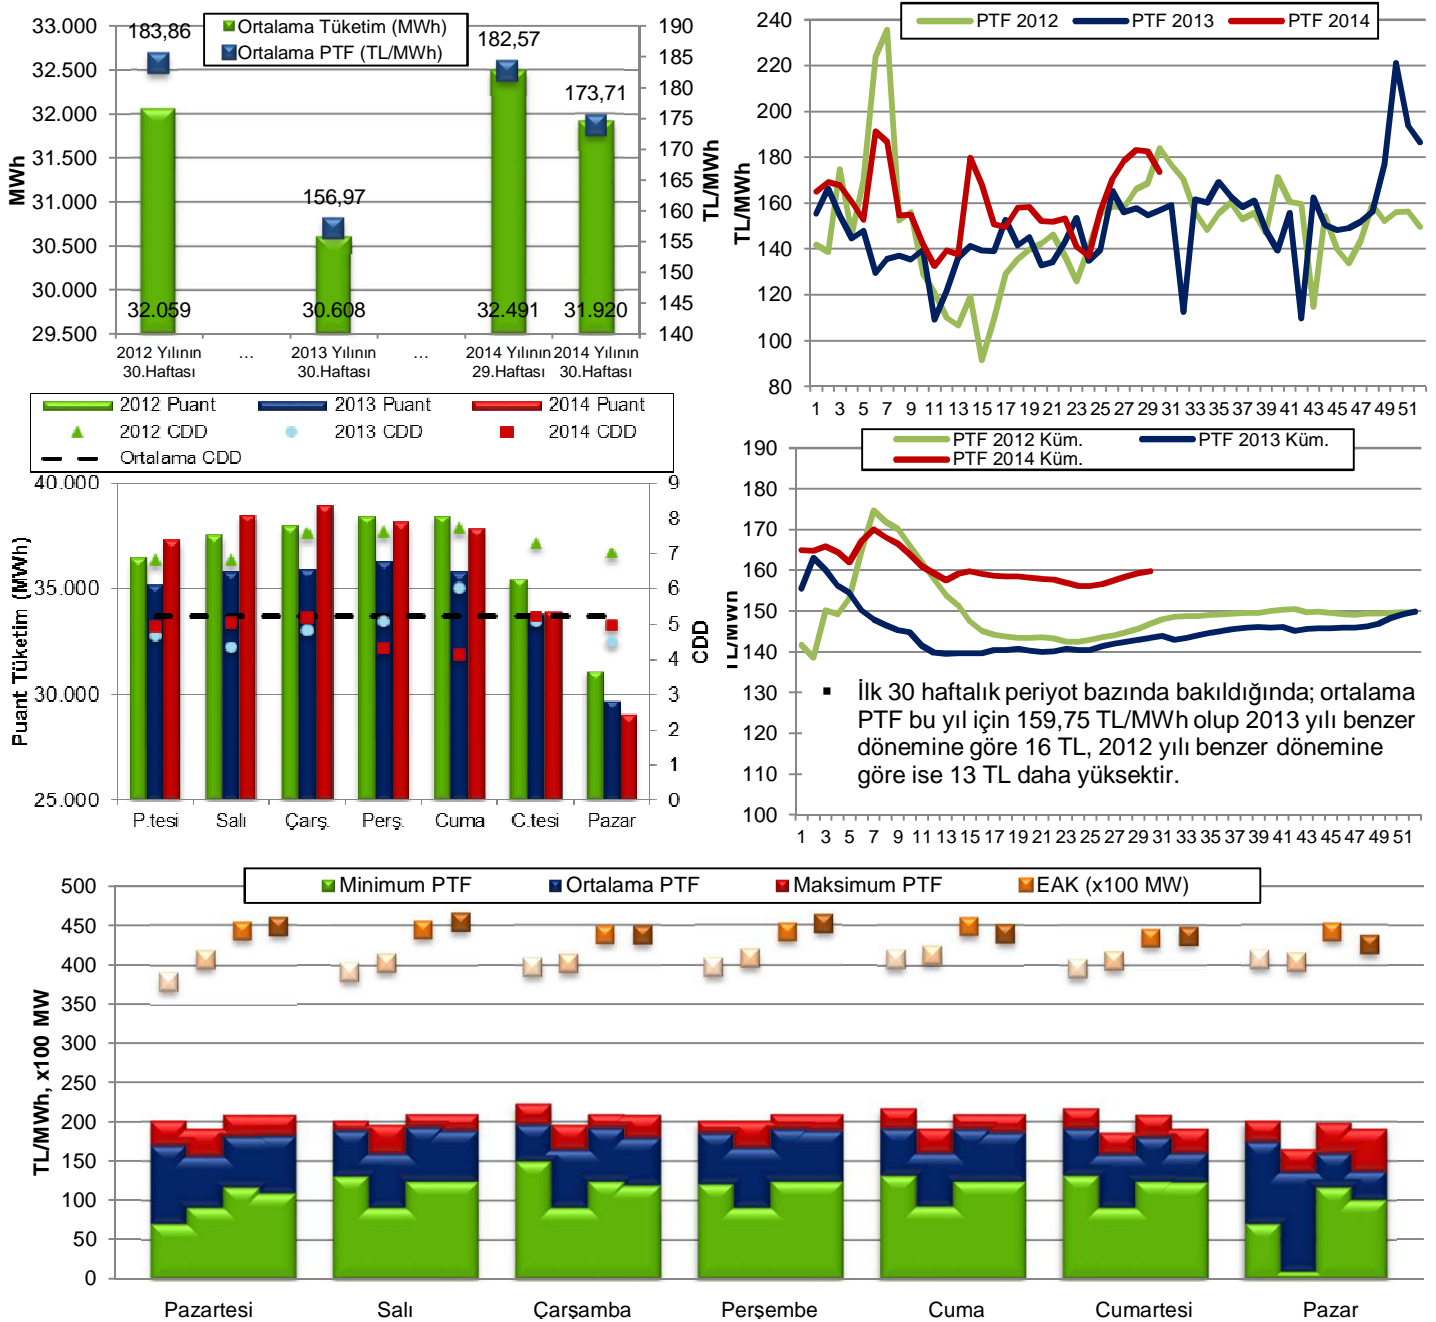 33.000
32.500
32.000
31.500
31.000
30.500
30.000
29.500
MWh
Ortalama Tüketim (MWh)
Ortalama PTF (TL/MWh)
183,86
156,97
182,57
173,71
32.059
30.608
32.491
31.920
190
185
180
175
170
165
160
155
150
145
140
TL/MWh
2012 Yılının 30.Haftası
...
2013 Yılının 30.Haftası
...
2014 Yılının 29.Haftası
2014 Yılının 30.Haftası
PTF 2012 PTF 2013 PTF 2014
240
220
200
180
160
140
120
100
80
TL/MWh
1 3 5 7 9 11 13 15 17 19 21 23 25 27 29 31 33 35 37 39 41 43 45 47 49 51
2012 Puant 2013 Puant 2014 Puant
2012 CDD 2013 CDD 2014 CDD
Ortalama CDD
40.000
35.000
30.000
25.000
Puant Tüketim (MWh)
9
8
7
6
5
4
3
2
1
0
CDD
P.tesi Salı Çarş. Perş. Cuma C.tesi Pazar
PTF 2012 Küm. PTF 2013 Küm.
PTF 2014 Küm.
190
180
170
160
150
140
130
120
110
100
TL/MWh
▪ İlk 30 haftalık periyot bazında bakıldığında; ortalama
PTF bu yıl için 159,75 TL/MWh olup 2013 yılı benzer
dönemine göre 16 TL, 2012 yılı benzer dönemine
göre ise 13 TL daha yüksektir.
1 3 5 7 9 11 13 15 17 19 21 23 25 27 29 31 33 35 37 39 41 43 45 47 49 51
Minimum PTF Ortalama PTF Maksimum PTF EAK (x100 MW)
500
450
400
350
300
250
200
150
100
50
0
TL/MWh, x100 MW
Pazartesi Salı Çarşamba Perşembe Cuma Cumartesi Pazar